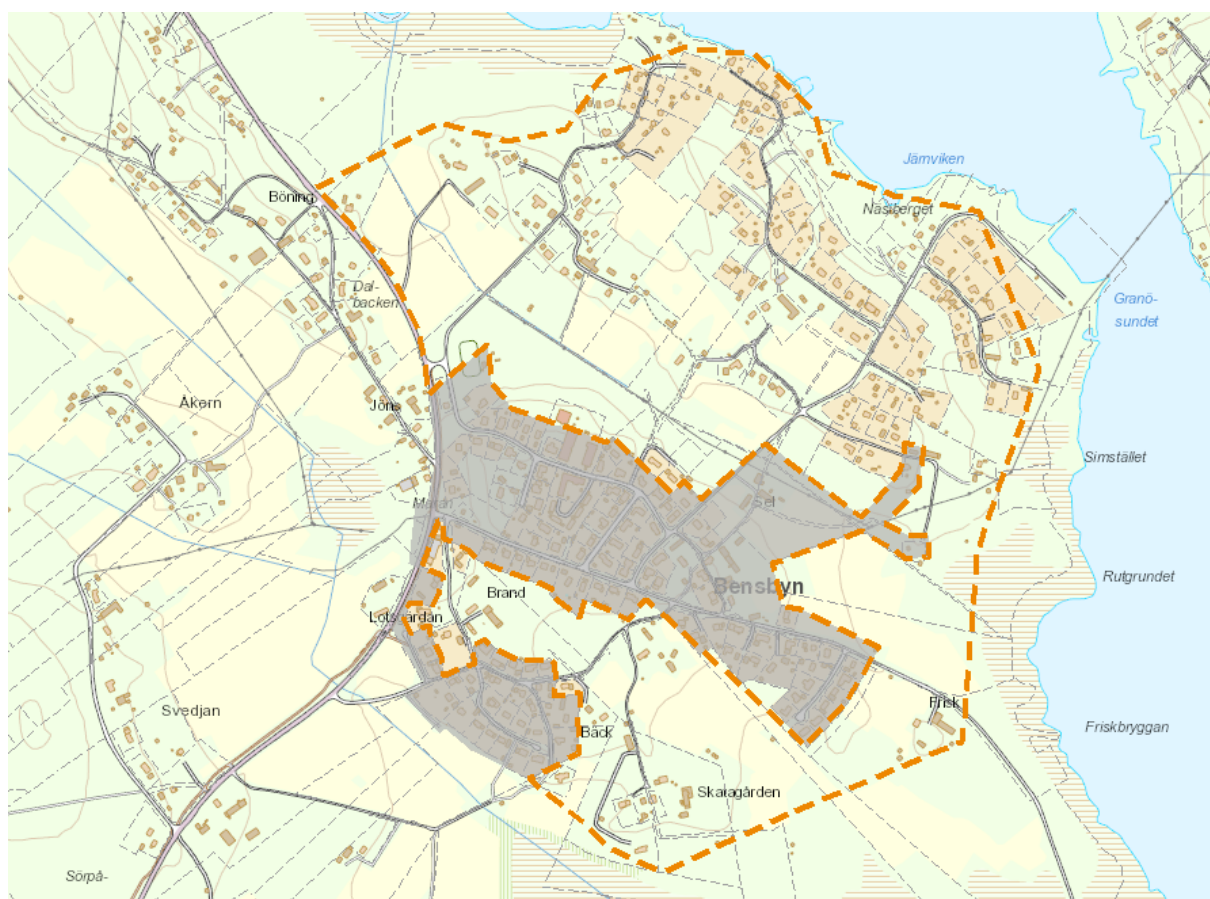 Jämviken
Böning
Näsberget
Dal-
backen
Granö-
sundet
Åkern
Jöns
Simstället
Sel
Rutgrundet
Bensbyn
Brand
Lotsgårdan
Frisk
Svedjan
Friskbryggan
Bäck
Skatagården
Sörpå-